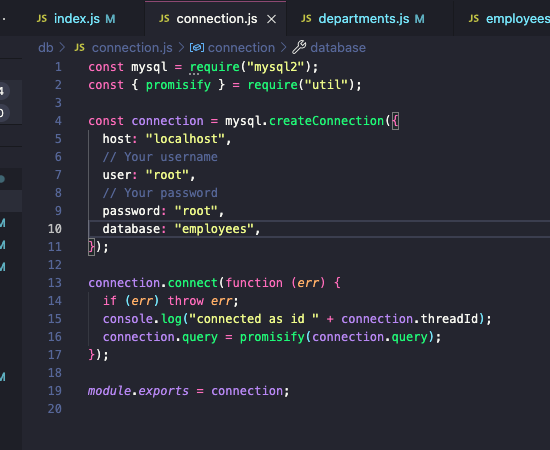 JS index.js M JS connection.js × JS departments.js M JS employees
db > JS connection.js > connection > database
1 const mysql = require("mysql2");
2 const { promisify } = require("util");
3
4 const connection = mysql.createConnection({
5 host: "localhost",
6 // Your username
7 user: "root",
8 // Your password
9 password: "root",
10 database: "employees",
11 });
12
13 connection.connect(function (err) {
14 if (err) throw err;
15 console.log("connected as id " + connection.threadId);
16 connection.query = promisify(connection.query);
17 });
18
19 module.exports = connection;
20